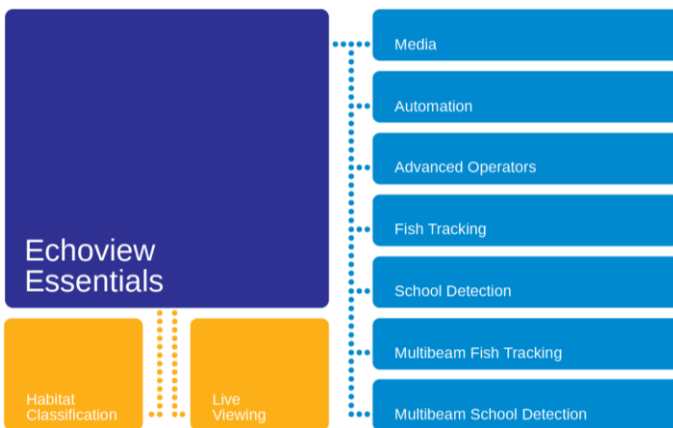 Echoview
Essentials
Habitat
Classification
Live
Viewing
Media
Automation
Advanced Operators
Fish Tracking
School Detection
Multibeam Fish Tracking
Multibeam School Detection